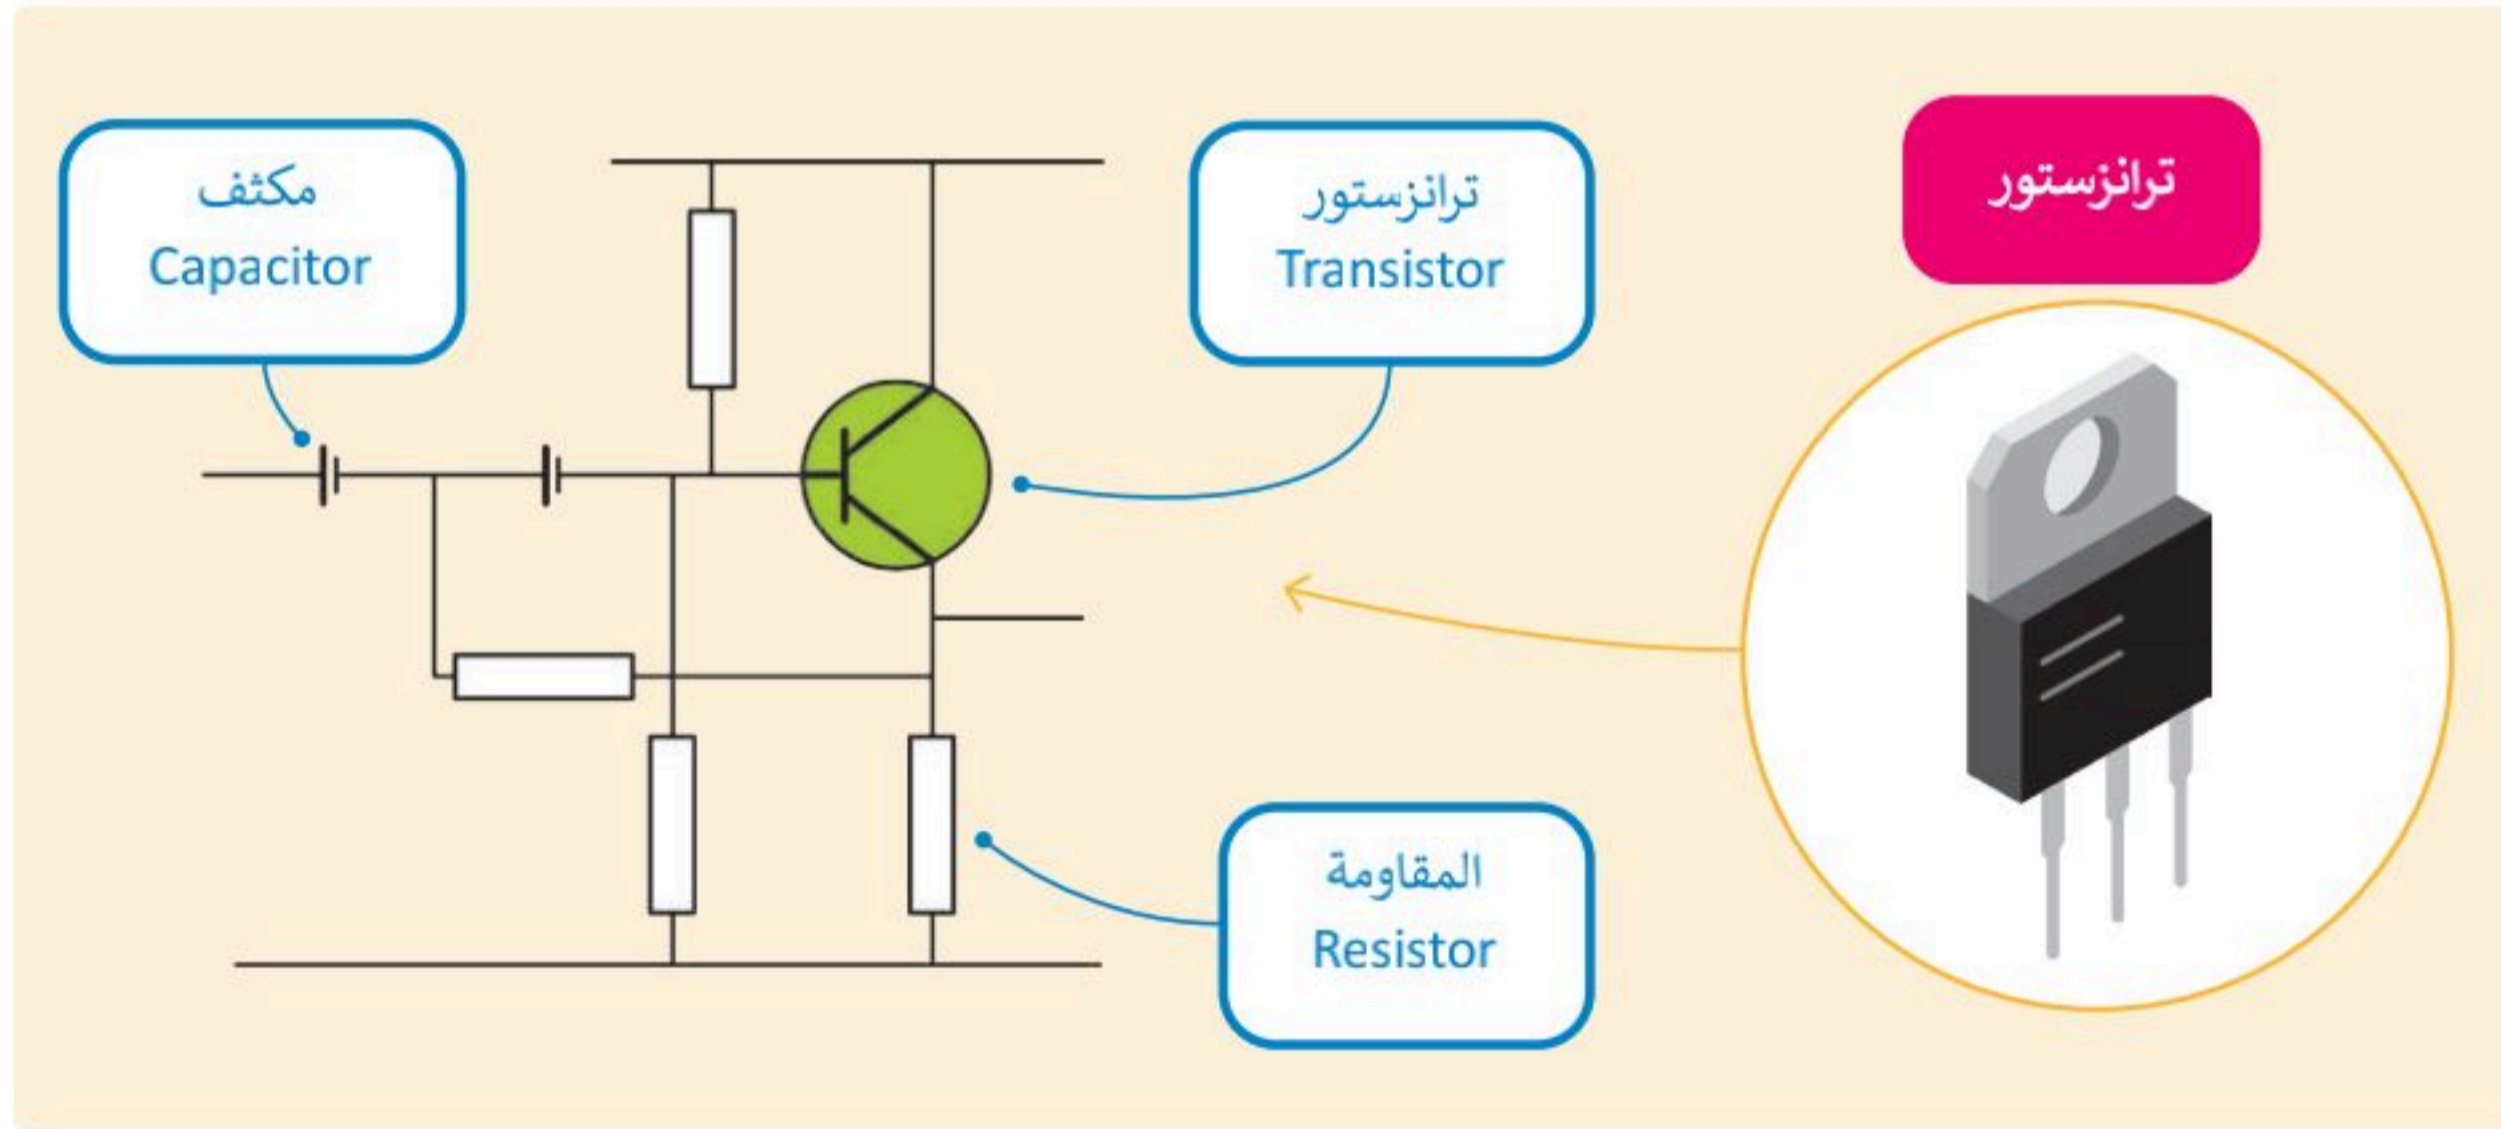 مكثف
Capacitor
ترانزستور
Transistor
ترانزستور
المقاومة
Resistor